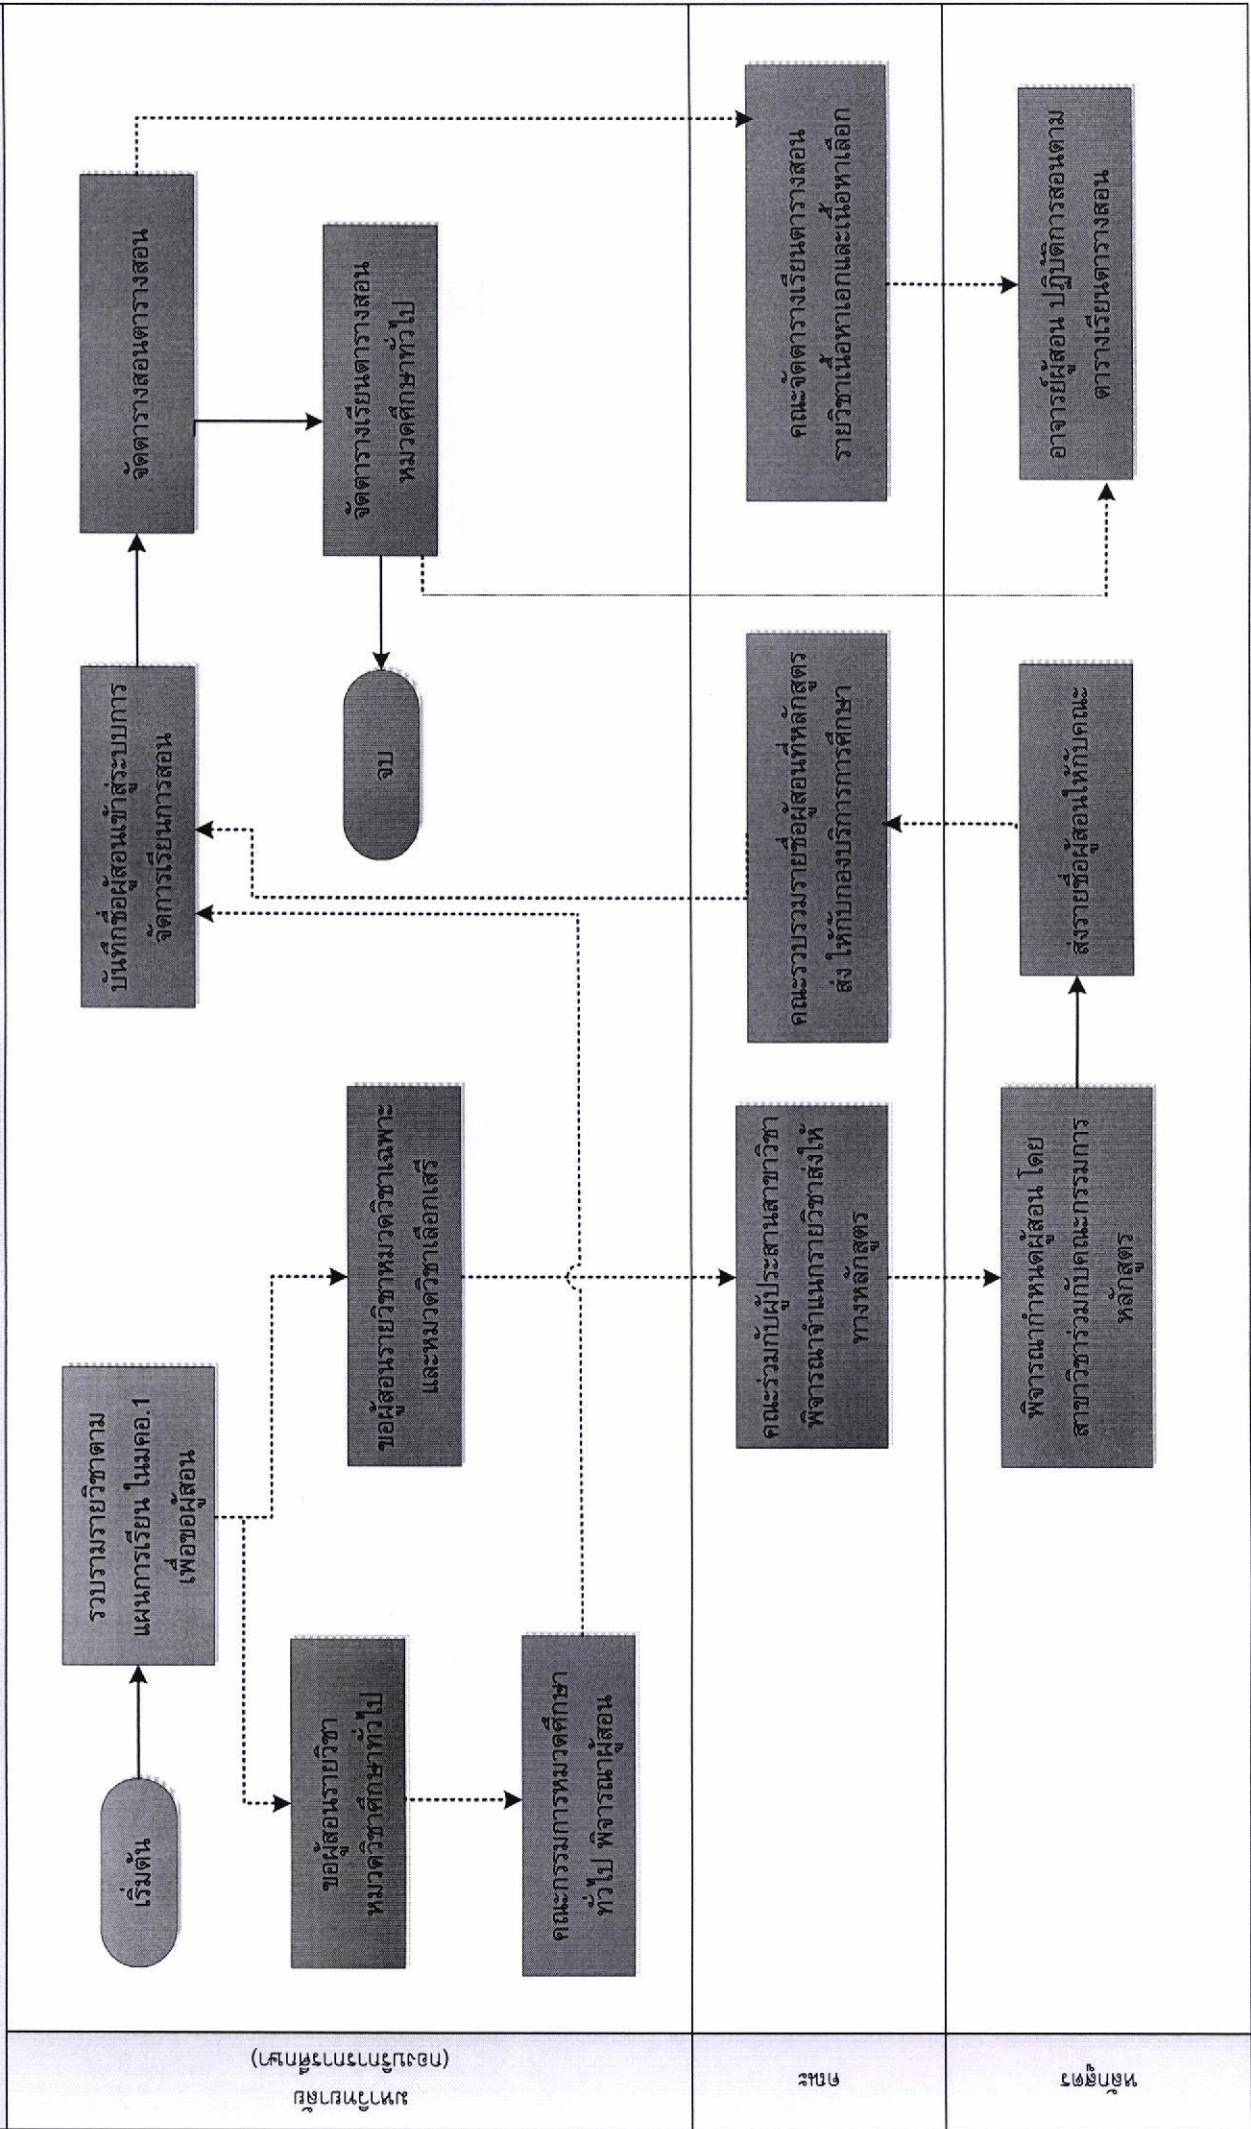 มหาวิทยาลัย
(กองบริการการศึกษา)
เริ่มต้น
รวบรวมรายวิชาตาม
แผนการเรียน ในมคอ.1
เพื่อขอผู้สอน
ขอผู้สอนรายวิชา
หมวดวิชาศึกษาทั่วไป
คณะกรรมการหมวดศึกษา
ทั่วไป พิจารณาผู้สอน
ขอผู้สอนรายวิชาหมวดวิชาเฉพาะ
และหมวดวิชาเลือกเสรี
บันทึกชื่อผู้สอนเข้าสู่ระบบการ
จัดการเรียนการสอน
จัดตารางสอนตารางสอน
จัดตารางเรียนตารางสอน
หมวดศึกษาทั่วไป
จบ
คณะ
คณะร่วมกับผู้ประสานสาขาวิชา
พิจารณาจำแนกรายวิชาส่งให้
ทางหลักสูตร
คณะรวบรวมรายชื่อผู้สอนที่หลักสูตร
ส่ง ให้กับกองบริการการศึกษา
คณะจัดตารางเรียนตารางสอน
รายวิชาเนื้อหาเอกและเนื้อหาเลือก
หลักสูตร
พิจารณากำหนดผู้สอน โดย
สาขาวิชาร่วมกับคณะกรรมการ
หลักสูตร
ส่งรายชื่อผู้สอนให้กับคณะ
อาจารย์ผู้สอน ปฏิบัติการสอนตาม
ตารางเรียนตารางสอน